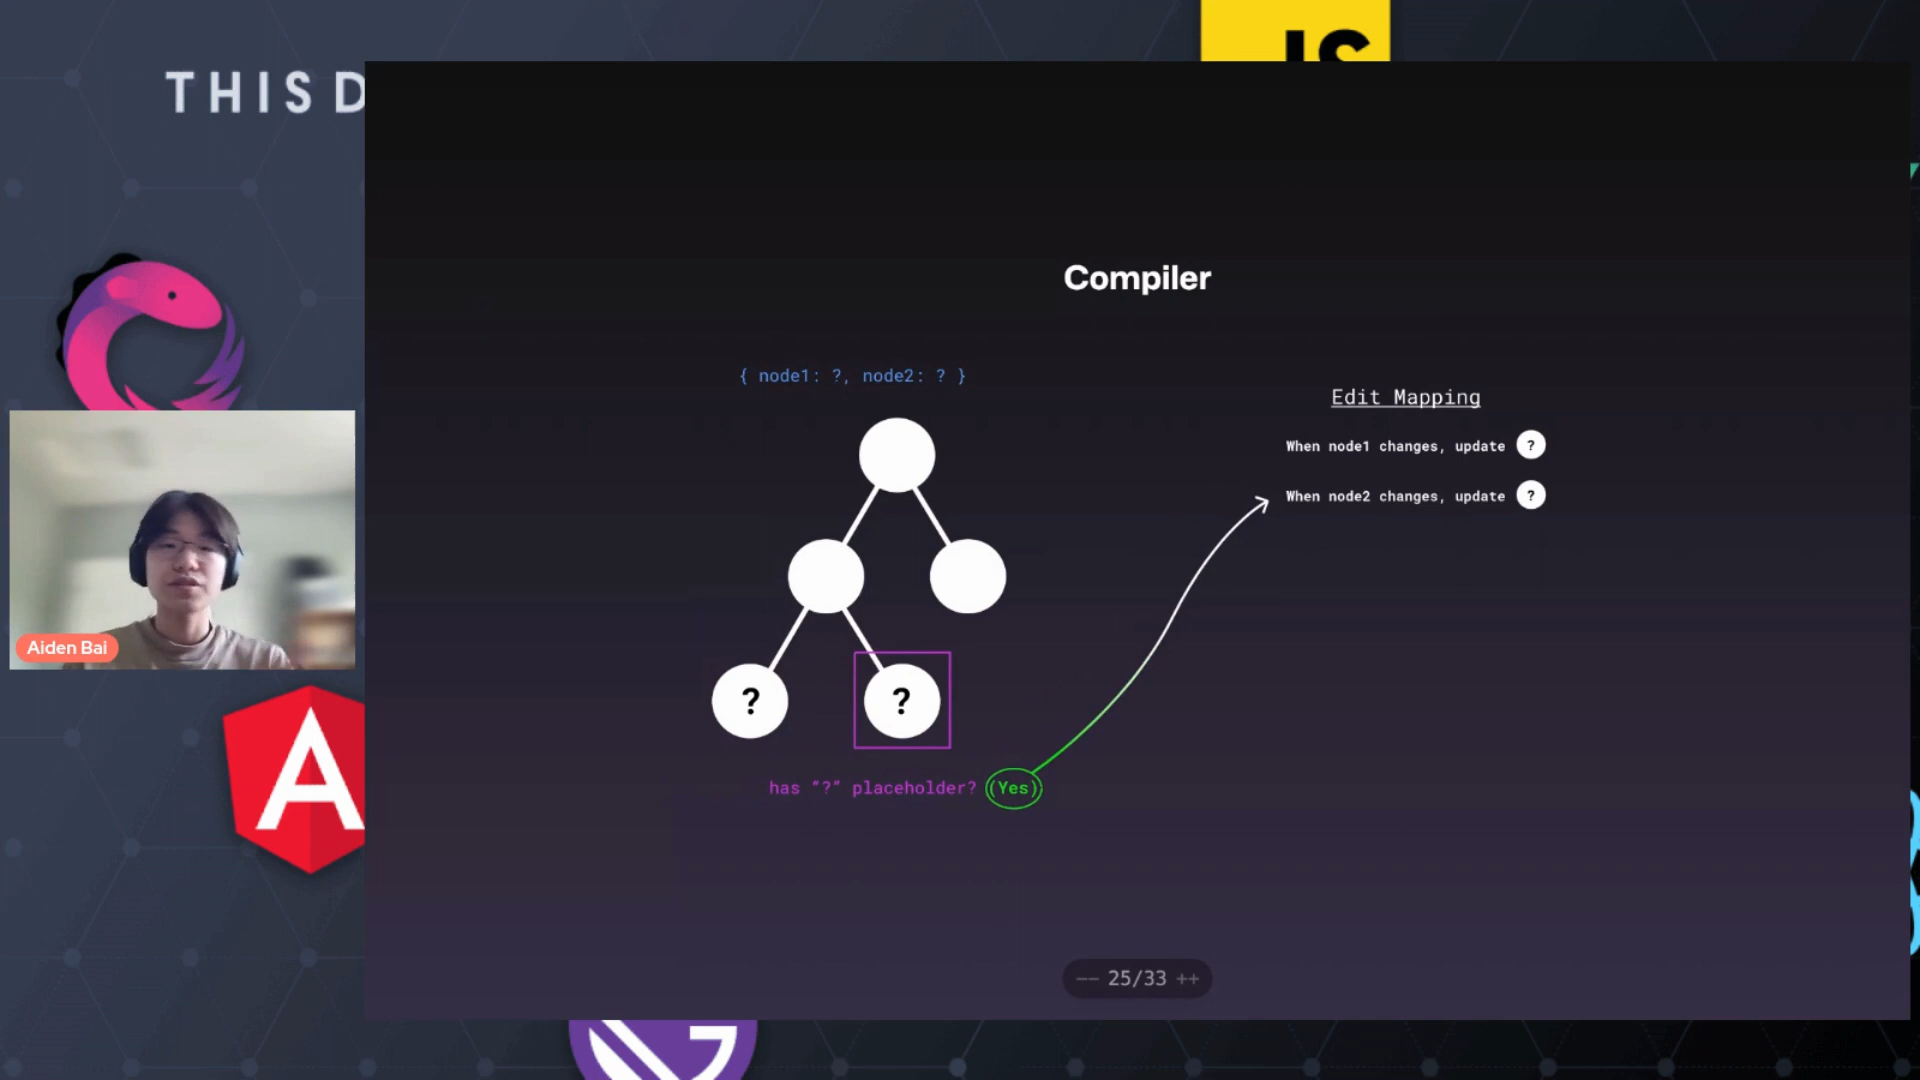 THIS D
JS
Compiler
{ node1: ?, node2: ? }
Edit Mapping
When node1 changes, update ?
When node2 changes, update ?
? ?
has “?” placeholder? (Yes)
Aiden Bai
A
-- 25/33 ++